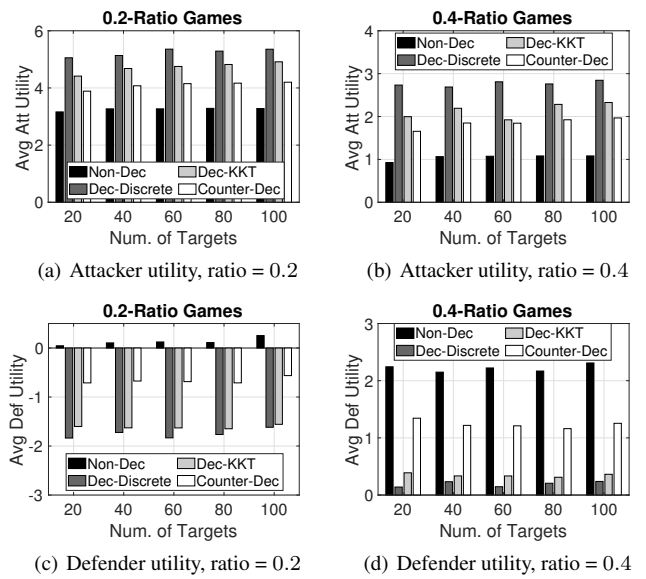 0.2-Ratio Games
6
4
2
0
Avg Att Utility
Non-Dec
Dec-KKT
Dec-Discrete
Counter-Dec
20 40 60 80 100
Num. of Targets
(a) Attacker utility, ratio = 0.2
0.4-Ratio Games
4
3
2
1
0
Avg Att Utility
Non-Dec
Dec-KKT
Dec-Discrete
Counter-Dec
20 40 60 80 100
Num. of Targets
(b) Attacker utility, ratio = 0.4
0.2-Ratio Games
0
-1
-2
-3
Avg Def Utility
Non-Dec
Dec-KKT
Dec-Discrete
Counter-Dec
20 40 60 80 100
Num. of Targets
(c) Defender utility, ratio = 0.2
0.4-Ratio Games
3
2
1
0
Avg Def Utility
Non-Dec
Dec-KKT
Dec-Discrete
Counter-Dec
20 40 60 80 100
Num. of Targets
(d) Defender utility, ratio = 0.4